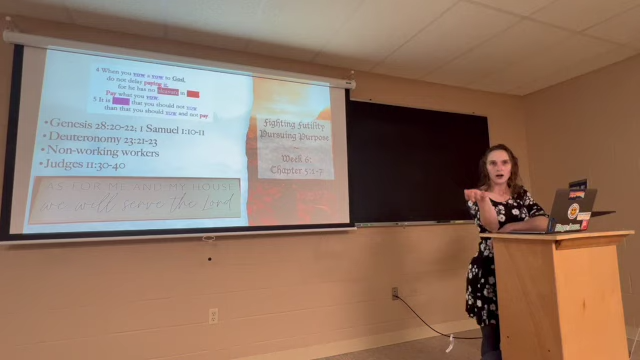 4 When you vow a vow to God,
do not delay paying it,
for he has no pleasure in
Pay what you vow.
5 It is that you should not vow
than that you should vow and not pay.
• Genesis 28:20-22; 1 Samuel 1:10-11
• Deuteronomy 23:21-23
• Non-working workers
• Judges 11:30-40
AS FOR ME AND MY HOUSE
we will serve the Lord
Fighting Futility
Pursuing Purpose
Week 6:
Chapter 5:1-7